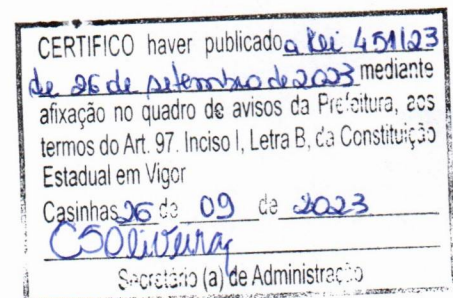 CERTIFICO haver publicado a Lei 451/23
de 26 de setembro de 2023 mediante
afixação no quadro de avisos da Prefeitura, aos
termos do Art. 97. Inciso I, Letra B, da Constituição
Estadual em Vigor
Casinhas 26 de 09 de 2023
CSOliveira
Secretário (a) de Administração